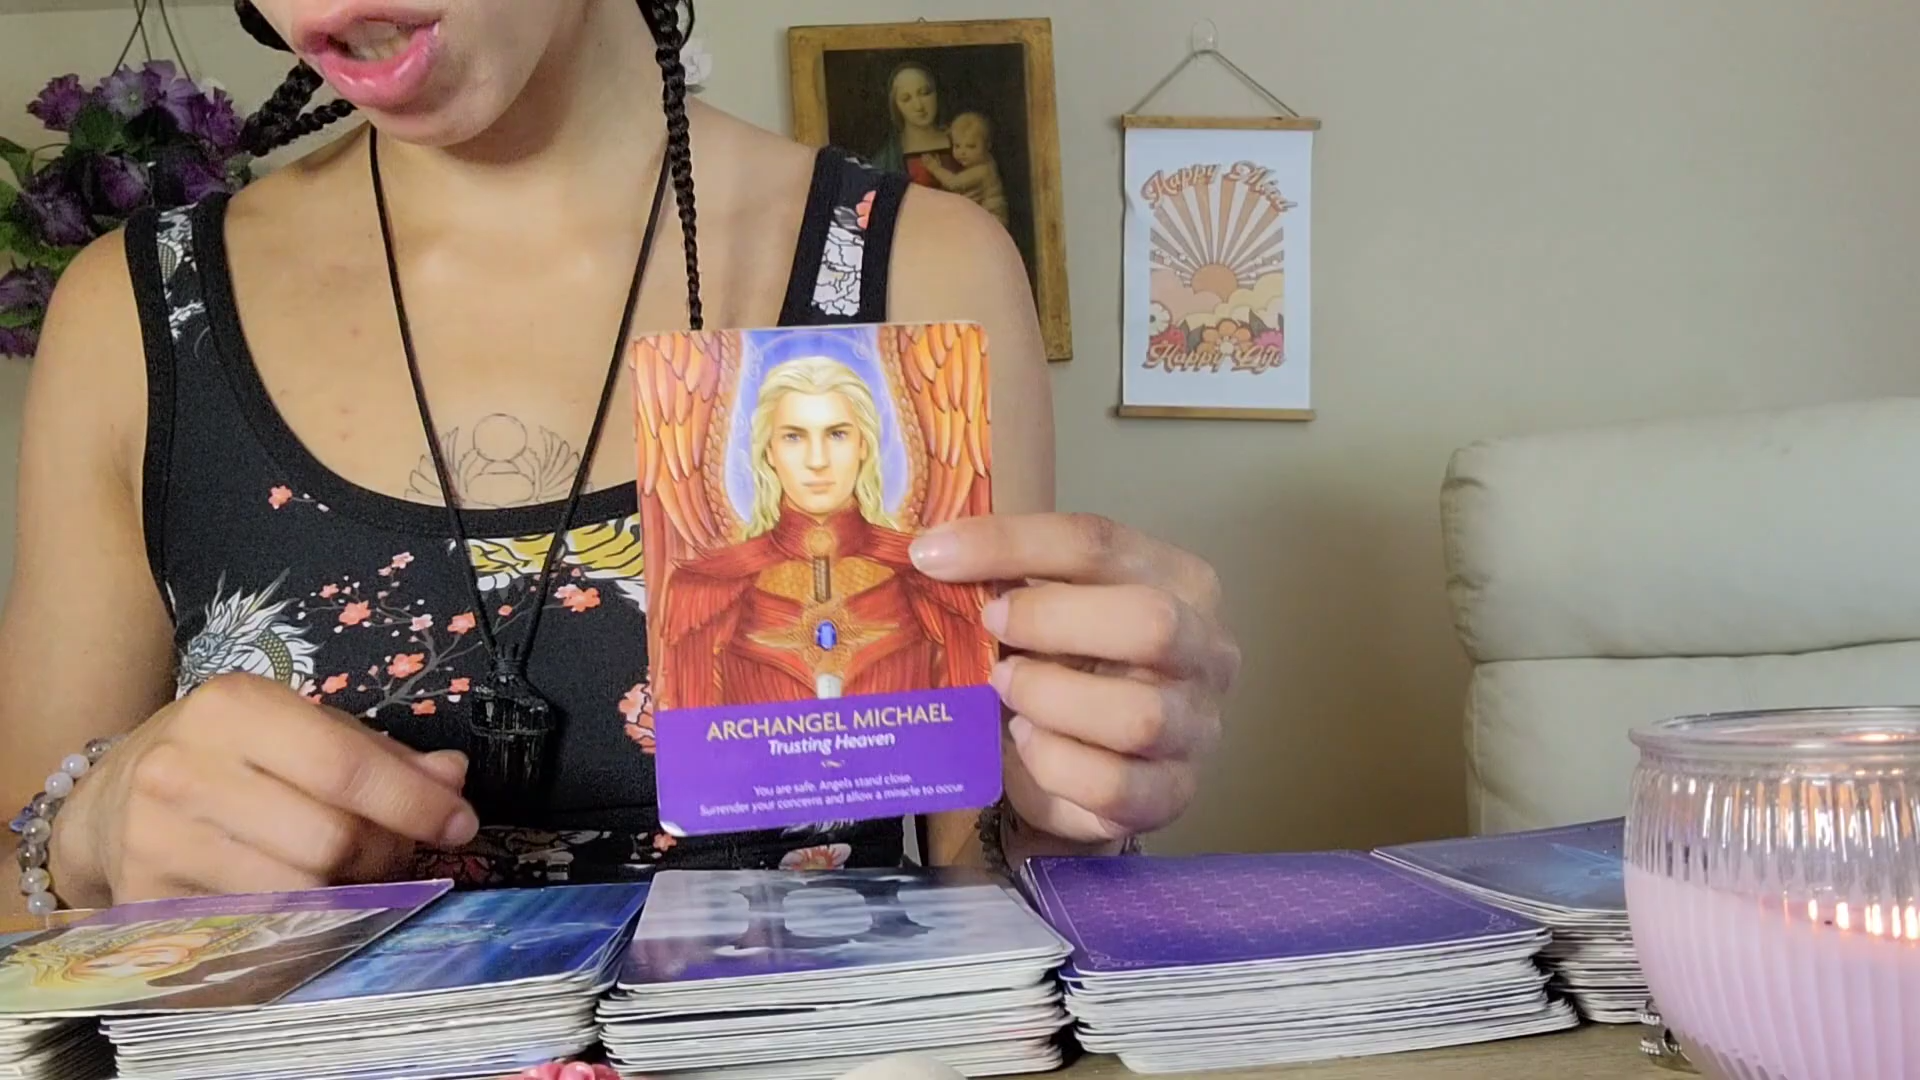 Happy Mind
Happy Life
ARCHANGEL MICHAEL
Trusting Heaven
You are safe. Angels stand close.
Surrender your concerns and allow a miracle to occur.